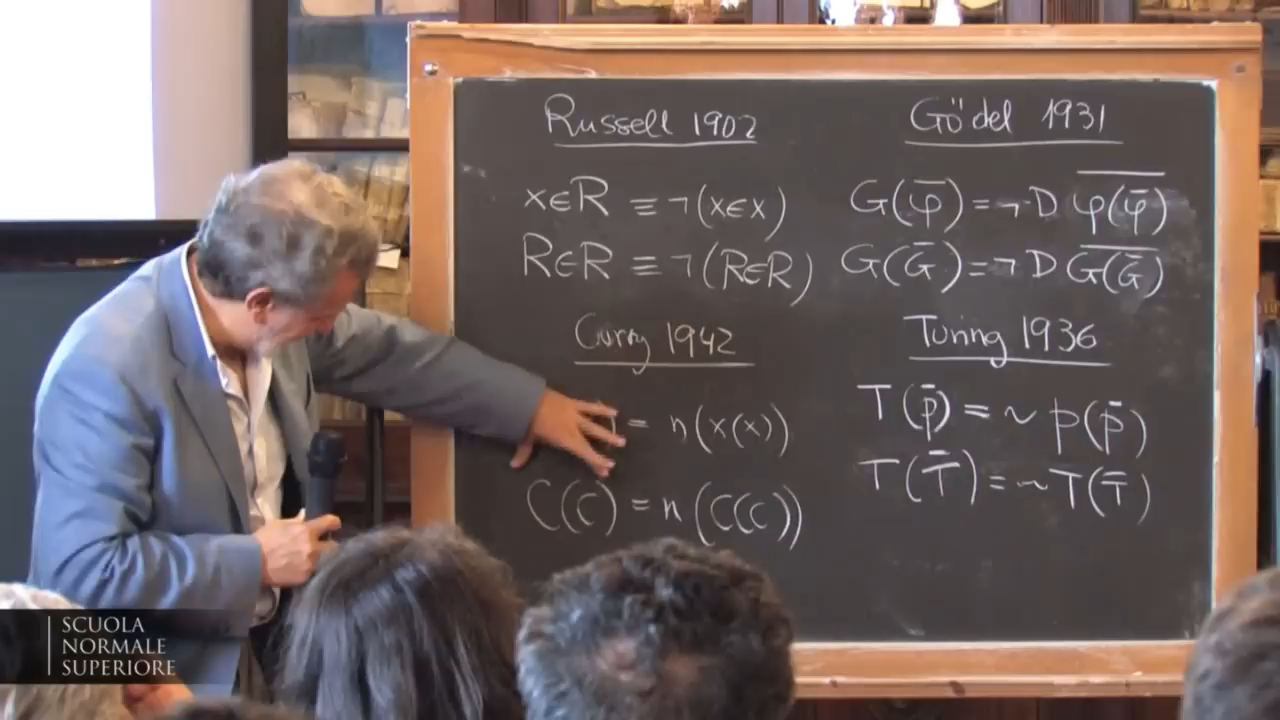 Russell 1902
x∈R ≡ ¬(x∈x)
R∈R ≡ ¬(R∈R)
Gödel 1931
G(φ̅) = ¬D φ(φ̅)̅
G(G̅) = ¬D G(G̅)̅
Curry 1942
= n(x(x))
C(C) = n(C(C))
Turing 1936
T(p̅) = ~ p(p̅)
T(T̅) = ~ T(T̅)
SCUOLA
NORMALE
SUPERIORE